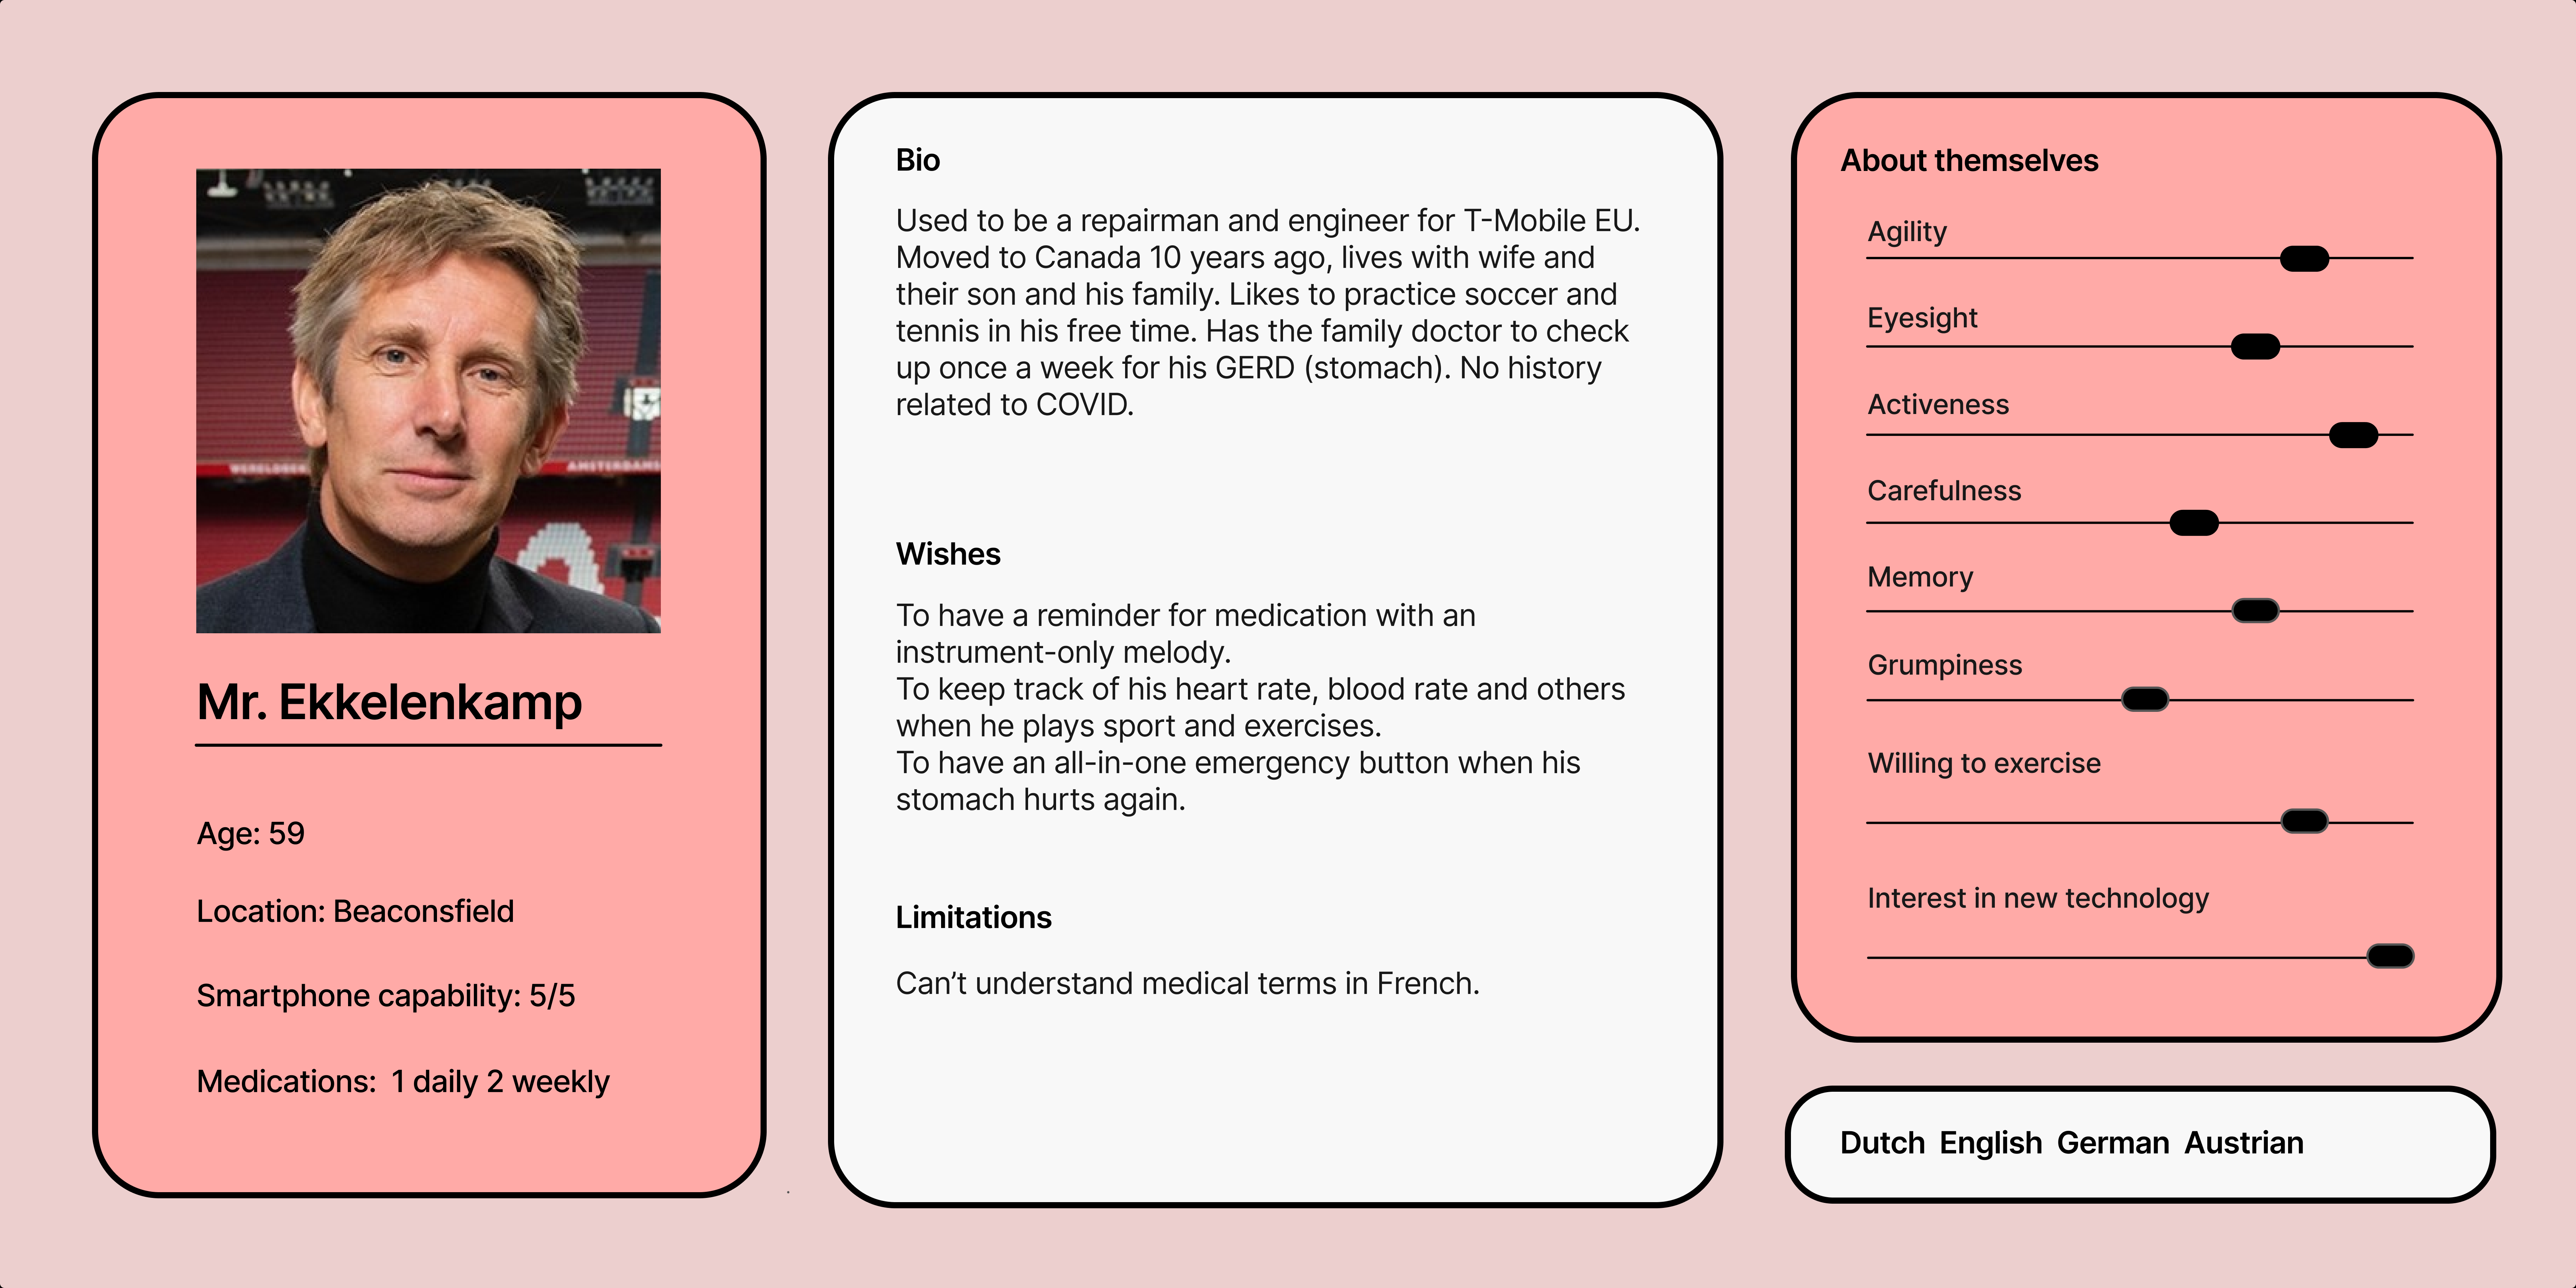 WERELDBEK
AMSTERDAMS
Mr. Ekkelenkamp
Age: 59
Location: Beaconsfield
Smartphone capability: 5/5
Medications:  1 daily 2 weekly
Bio
Used to be a repairman and engineer for T-Mobile EU.
Moved to Canada 10 years ago, lives with wife and
their son and his family. Likes to practice soccer and
tennis in his free time. Has the family doctor to check
up once a week for his GERD (stomach). No history
related to COVID.
Wishes
To have a reminder for medication with an
instrument-only melody.
To keep track of his heart rate, blood rate and others
when he plays sport and exercises.
To have an all-in-one emergency button when his
stomach hurts again.
Limitations
Can’t understand medical terms in French.
About themselves
Agility
Eyesight
Activeness
Carefulness
Memory
Grumpiness
Willing to exercise
Interest in new technology
Dutch  English  German  Austrian